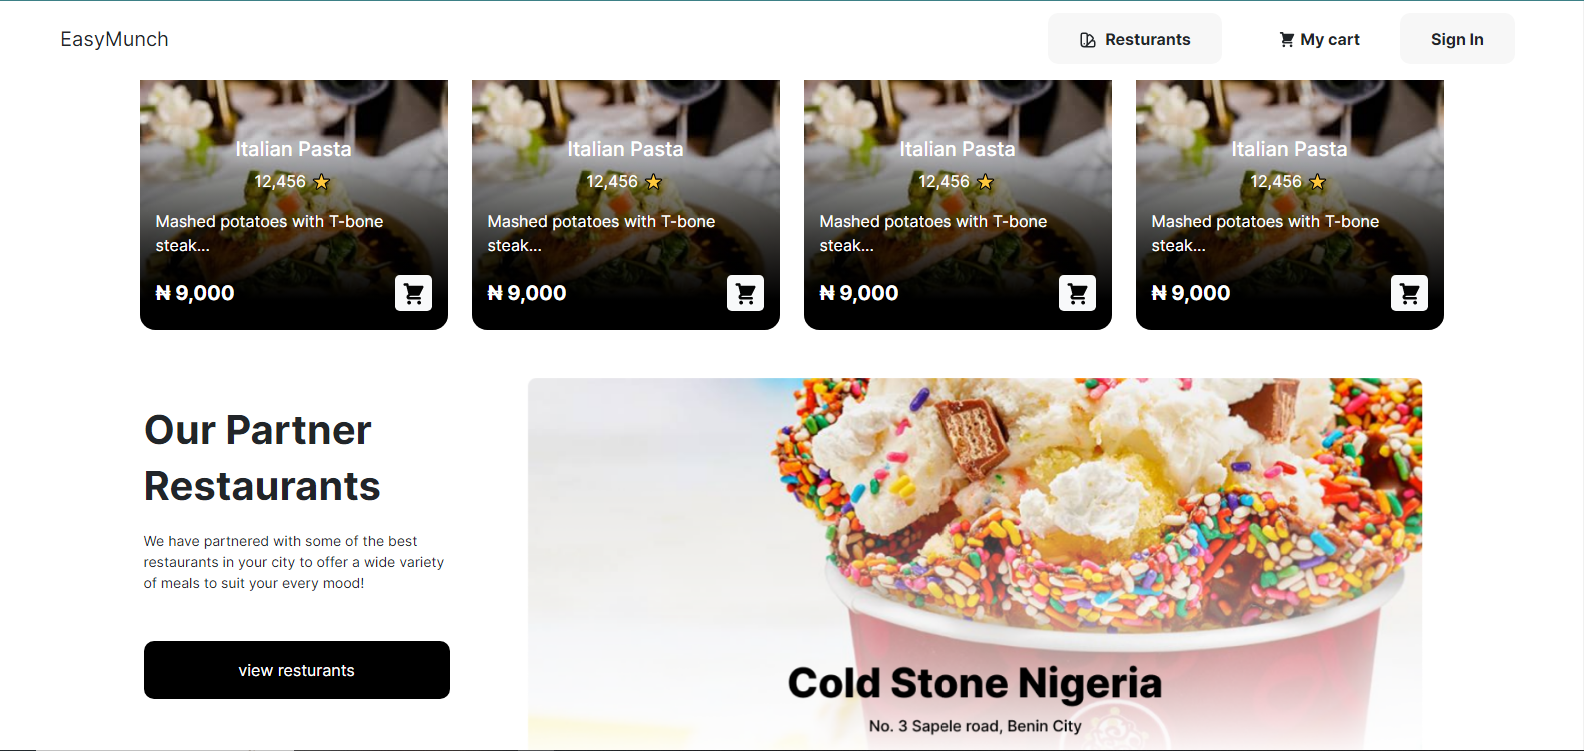 EasyMunch
Resturants
My cart
Sign In
Italian Pasta
12,456
Mashed potatoes with T-bone
steak...
₦ 9,000
Italian Pasta
12,456
Mashed potatoes with T-bone
steak...
₦ 9,000
Italian Pasta
12,456
Mashed potatoes with T-bone
steak...
₦ 9,000
Italian Pasta
12,456
Mashed potatoes with T-bone
steak...
₦ 9,000
Our Partner
Restaurants
We have partnered with some of the best
restaurants in your city to offer a wide variety
of meals to suit your every mood!
view resturants
Cold Stone Nigeria
No. 3 Sapele road, Benin City